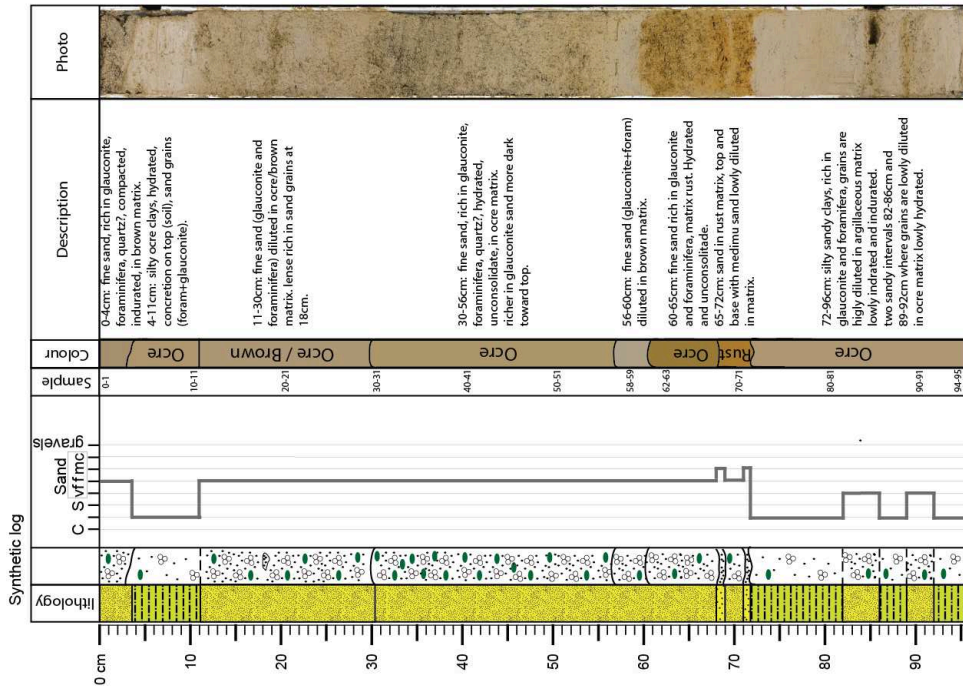 Synthetic log
lithology
C S vf f m c gravels
Sand
Sample
Colour
Description
Photo
0 cm
10
20
30
40
50
60
70
80
90
0-1
10-11
20-21
30-31
40-41
50-51
58-59
62-63
70-71
80-81
90-91
94-95
Ocre
Ocre / Brown
Ocre
Ocre
Rust
Ocre
0-4cm: fine sand, rich in glauconite,
foraminifera, quartz?, compacted,
indurated, in brown matrix.
4-11cm: silty ocre clays, hydrated,
concretion on top (soil), sand grains
(foram+glauconite).
11-30cm: fine sand (glauconite and
foraminifera) diluted in ocre/brown
matrix. lense rich in sand grains at
18cm.
30-56cm: fine sand, rich in glauconite,
foraminifera, quartz?, hydrated,
unconsolidate, in ocre matrix.
richer in glauconite sand more dark
toward top.
56-60cm: fine sand (glauconite+foram)
diluted in brown matrix.
60-65cm: fine sand rich in glauconite
and foraminifera, matrix rust. Hydrated
and unconsolitade.
65-72cm: sand in rust matrix, top and
base with medimu sand lowly diluted
in matrix.
72-96cm: silty sandy clays, rich in
glauconite and foramifera, grains are
higly diluted in argillaceous matrix
lowly indrated and indurated.
two sandy intervals 82-86cm and
89-92cm where grains are lowly diluted
in ocre matrix lowly hydrated.